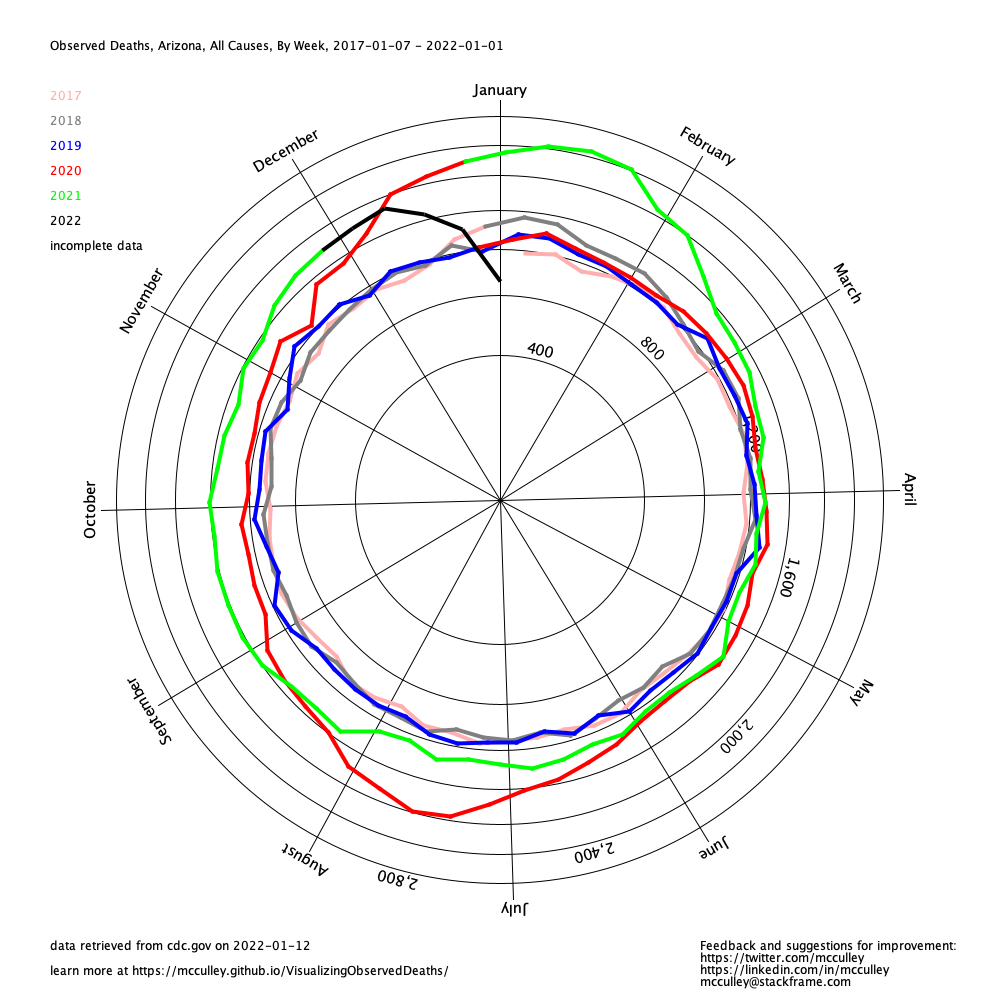 Observed Deaths, Arizona, All Causes, By Week, 2017-01-07 - 2022-01-01
January
2017
2018
2019
2020
2021
2022
incomplete data
December
February
November
March
400
800
1,200
October
April
1,600
September
May
2,000
August
June
2,400
2,800
July
data retrieved from cdc.gov on 2022-01-12
learn more at https://mcculley.github.io/VisualizingObservedDeaths/
Feedback and suggestions for improvement:
https://twitter.com/mcculley
https://linkedin.com/in/mcculley
mcculley@stackframe.com